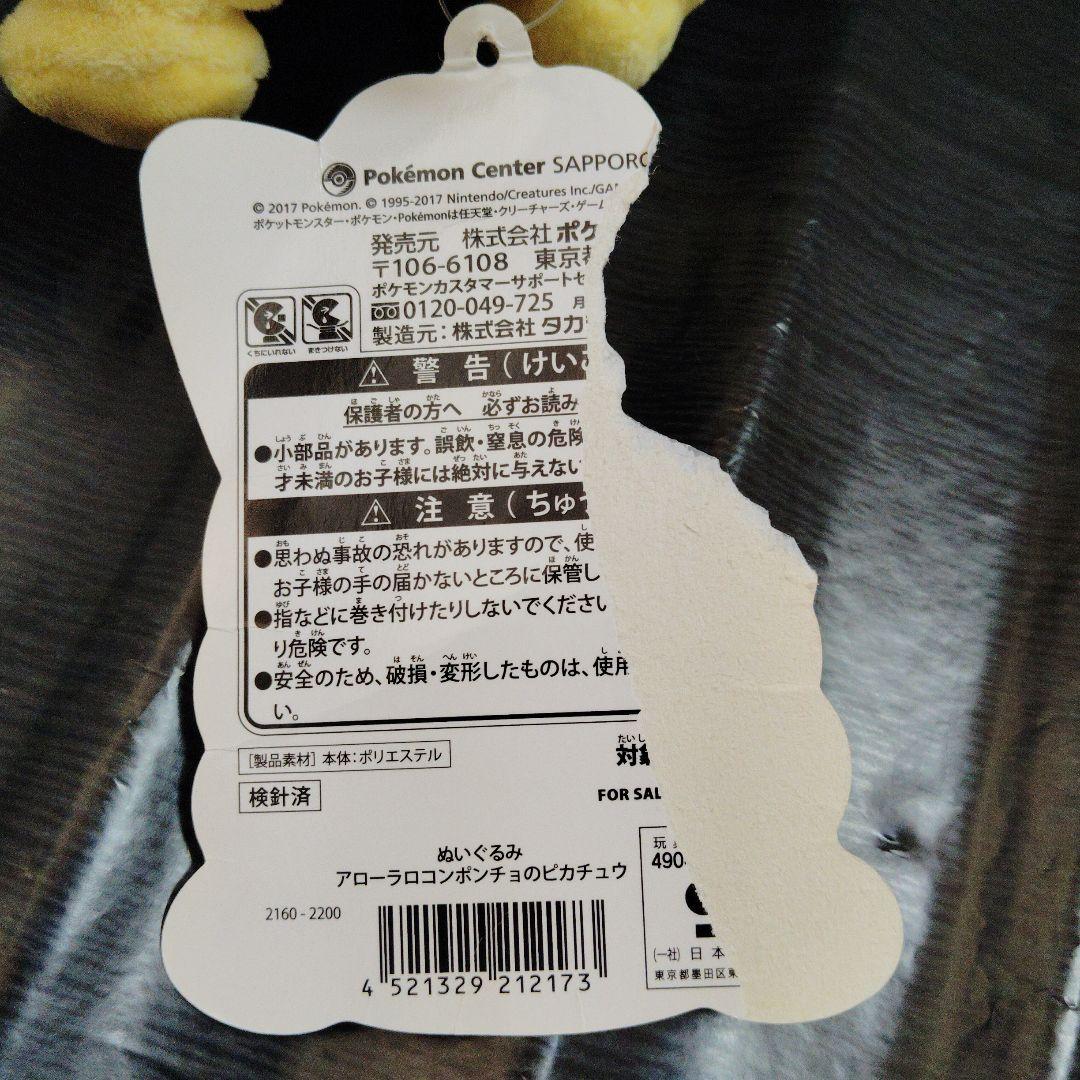 Pokémon Center SAPPORO
© 2017 Pokémon. © 1995-2017 Nintendo/Creatures Inc./GA
ポケットモンスター・ポケモン・Pokémonは任天堂・クリーチャーズ・ゲーム
発売元 株式会社 ポケ
〒106-6108 東京都
ポケモンカスタマーサポートセ
0120-049-725 月
製造元：株式会社 タカ
くちにいれない まきつけない
警告（けいこ
保護者の方へ 必ずお読み
●小部品があります。誤飲・窒息の危険
才未満のお子様には絶対に与えない
注意（ちゅう
●思わぬ事故の恐れがありますので、使
お子様の手の届かないところに保管し
●指などに巻き付けたりしないでください
り危険です。
●安全のため、破損・変形したものは、使用
い。
［製品素材］本体：ポリエステル
対象
検針済
FOR SAL
ぬいぐるみ
アローラロコンポンチョのピカチュウ
2160 - 2200
4 521329 212173
玩
490
(一社) 日 本
東京都墨田区東